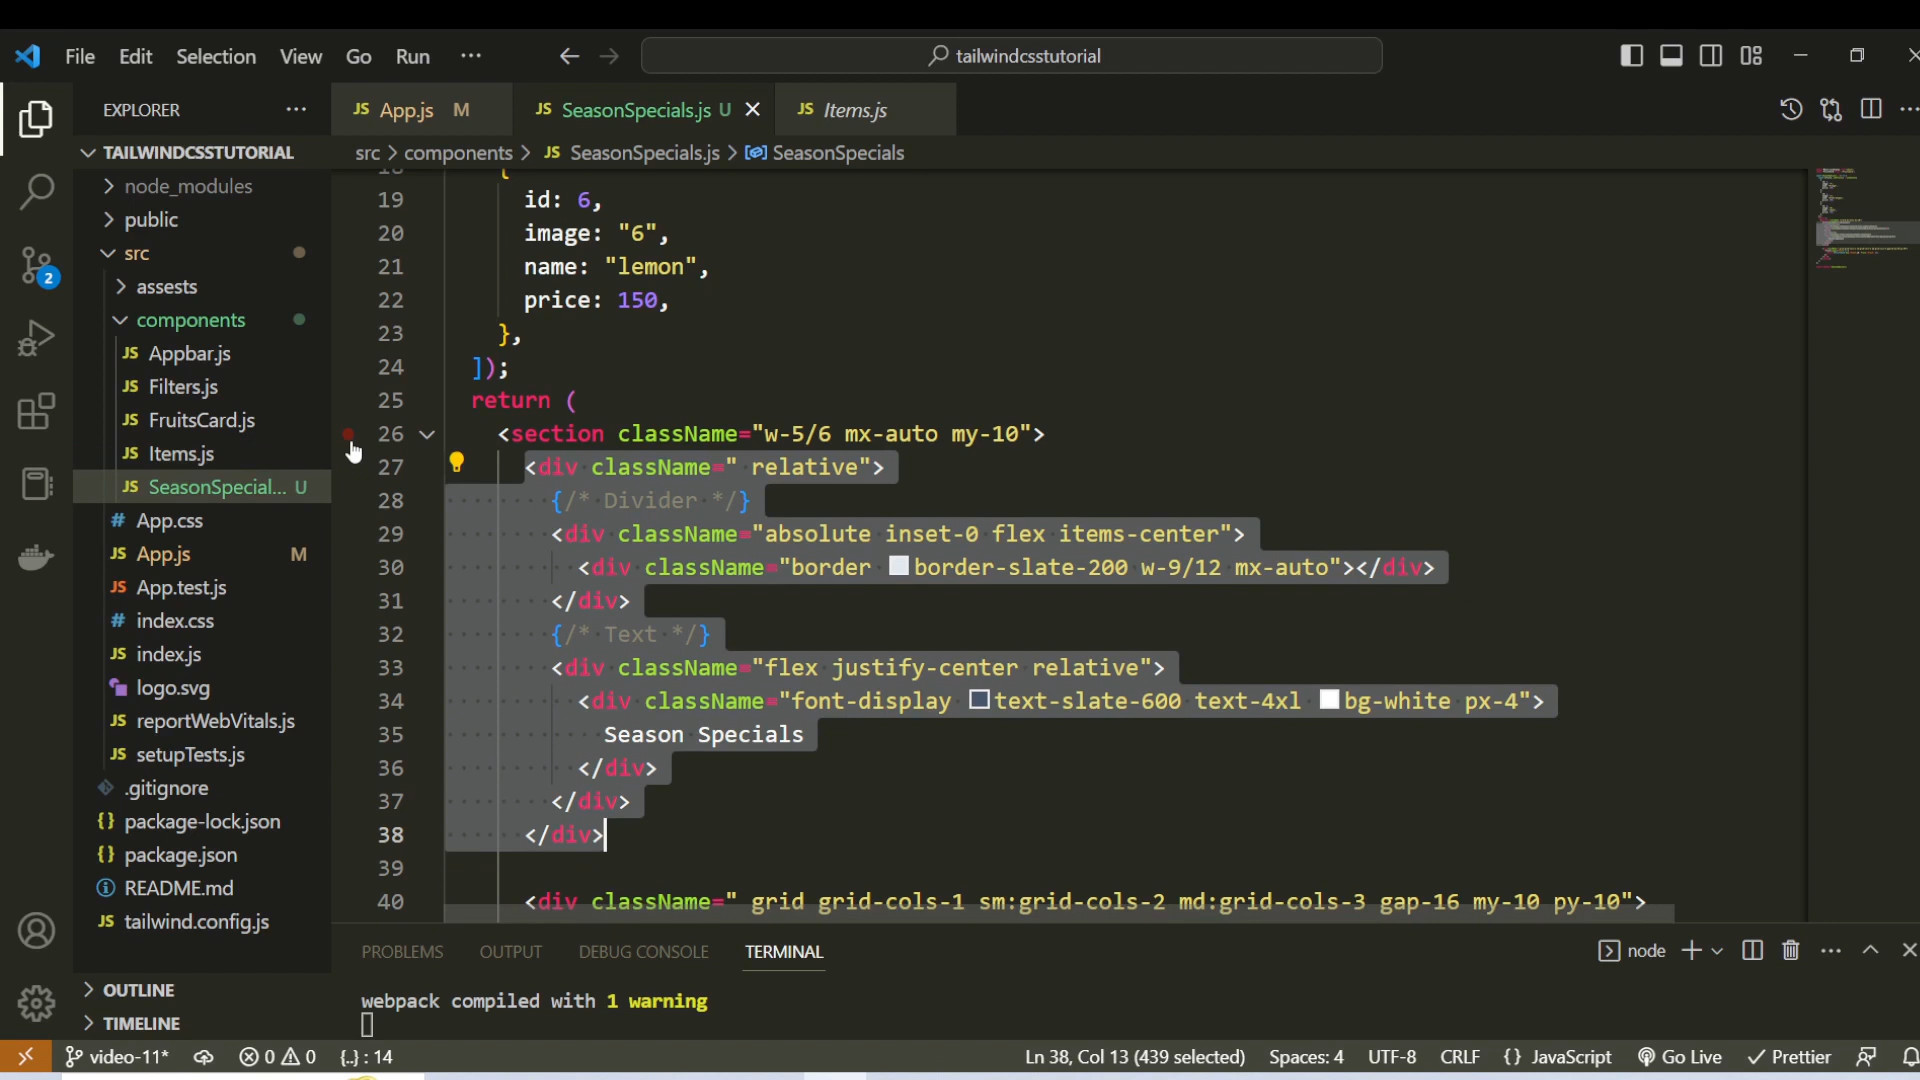 File Edit Selection View Go Run ··· tailwindcsstutorial
EXPLORER ···
JS App.js M JS SeasonSpecials.js U JS Items.js
TAILWINDCSSTUTORIAL
src > components > JS SeasonSpecials.js > SeasonSpecials
node_modules
public
src
assests
components
JS Appbar.js
JS Filters.js
JS FruitsCard.js
JS Items.js
JS SeasonSpecial... U
# App.css
JS App.js M
JS App.test.js
# index.css
JS index.js
logo.svg
JS reportWebVitals.js
JS setupTests.js
.gitignore
{} package-lock.json
{} package.json
README.md
JS tailwind.config.js
OUTLINE
TIMELINE
2
18 {
19 id: 6,
20 image: "6",
21 name: "lemon",
22 price: 150,
23 },
24 ]);
25 return (
26 <section className="w-5/6 mx-auto my-10">
27 <div className=" relative">
28 {/* Divider */}
29 <div className="absolute inset-0 flex items-center">
30 <div className="border border-slate-200 w-9/12 mx-auto"></div>
31 </div>
32 {/* Text */}
33 <div className="flex justify-center relative">
34 <div className="font-display text-slate-600 text-4xl bg-white px-4">
35 Season Specials
36 </div>
37 </div>
38 </div>
39
40 <div className=" grid grid-cols-1 sm:grid-cols-2 md:grid-cols-3 gap-16 my-10 py-10">
PROBLEMS OUTPUT DEBUG CONSOLE TERMINAL node
webpack compiled with 1 warning
video-11* 0 0 {..} : 14 Ln 38, Col 13 (439 selected) Spaces: 4 UTF-8 CRLF {} JavaScript Go Live Prettier